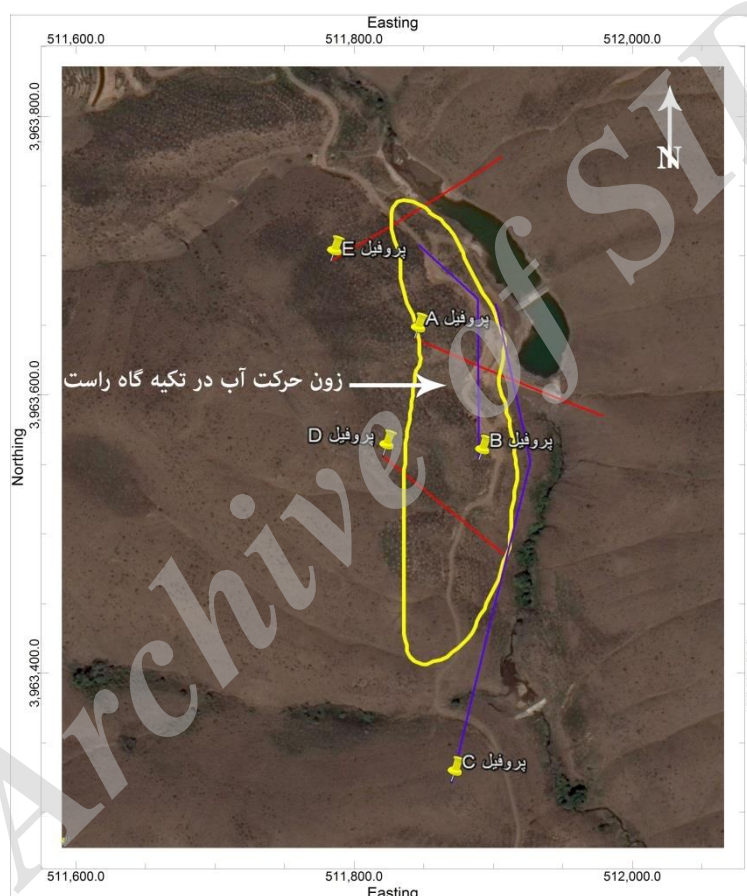 Easting
511,600.0 511,800.0 512,000.0
3,963,800.0
N
پروفیل E
پروفیل A
زون حرکت آب در تکیه گاه راست
3,963,600.0
پروفیل D
پروفیل B
Northing
3,963,400.0
پروفیل C
511,600.0 511,800.0 512,000.0
Easting
Archive of SID